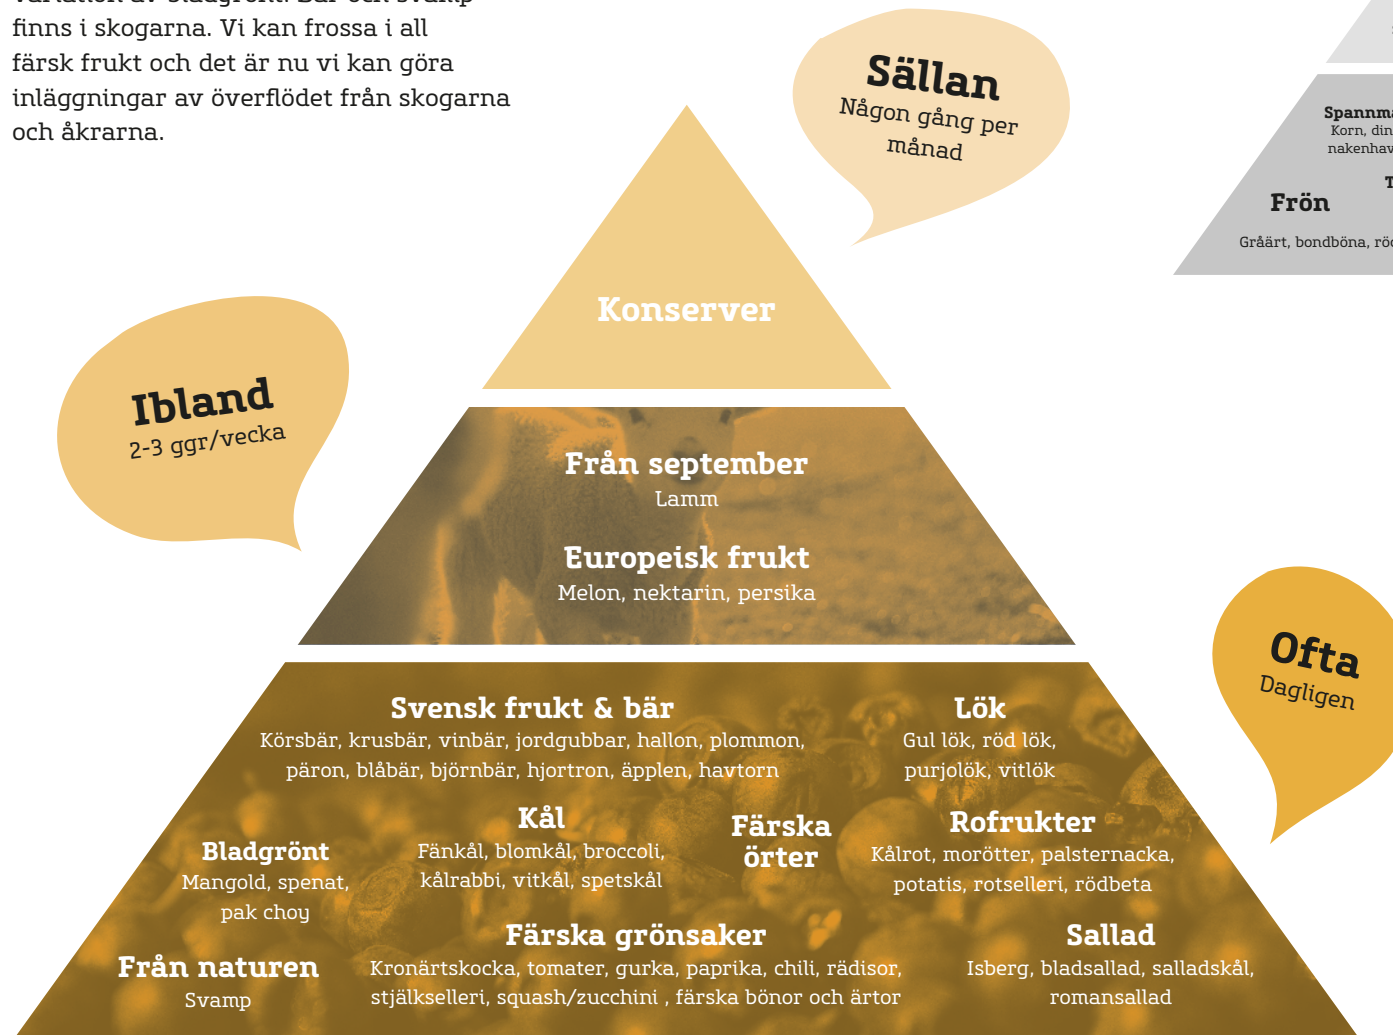 finns i skogarna. Vi kan frossa i all
färsk frukt och det är nu vi kan göra
inläggningar av överflödet från skogarna
och åkrarna.
Sällan
Någon gång per
månad
Konserver
Ibland
2-3 ggr/vecka
Från september
Lamm
Europeisk frukt
Melon, nektarin, persika
Ofta
Dagligen
Svensk frukt & bär
Körsbär, krusbär, vinbär, jordgubbar, hallon, plommon,
päron, blåbär, björnbär, hjortron, äpplen, havtorn
Lök
Gul lök, röd lök,
purjolök, vitlök
Kål
Fänkål, blomkål, broccoli,
kålrabbi, vitkål, spetskål
Färska
örter
Rofrukter
Kålrot, morötter, palsternacka,
potatis, rotselleri, rödbeta
Bladgrönt
Mangold, spenat,
pak choy
Färska grönsaker
Kronärtskocka, tomater, gurka, paprika, chili, rädisor,
stjälkselleri, squash/zucchini , färska bönor och ärtor
Sallad
Isberg, bladsallad, salladskål,
romansallad
Från naturen
Svamp
Korn,
Frön
Gråärt, bondböna,